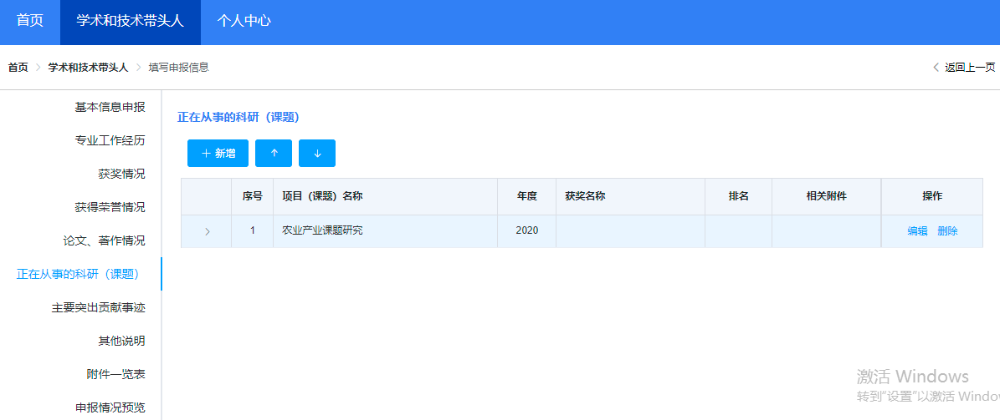 首页 学术和技术带头人 个人中心
首页 学术和技术带头人 填写申报信息 返回上一页
基本信息申报
专业工作经历
获奖情况
获得荣誉情况
论文、著作情况
正在从事的科研（课题）
主要突出贡献事迹
其他说明
附件一览表
申报情况预览
正在从事的科研（课题）
新增
序号 项目（课题）名称 年度 获奖名称 排名 相关附件 操作
1 农业产业课题研究 2020 编辑 删除
激活 Windows
转到“设置”以激活 Windov